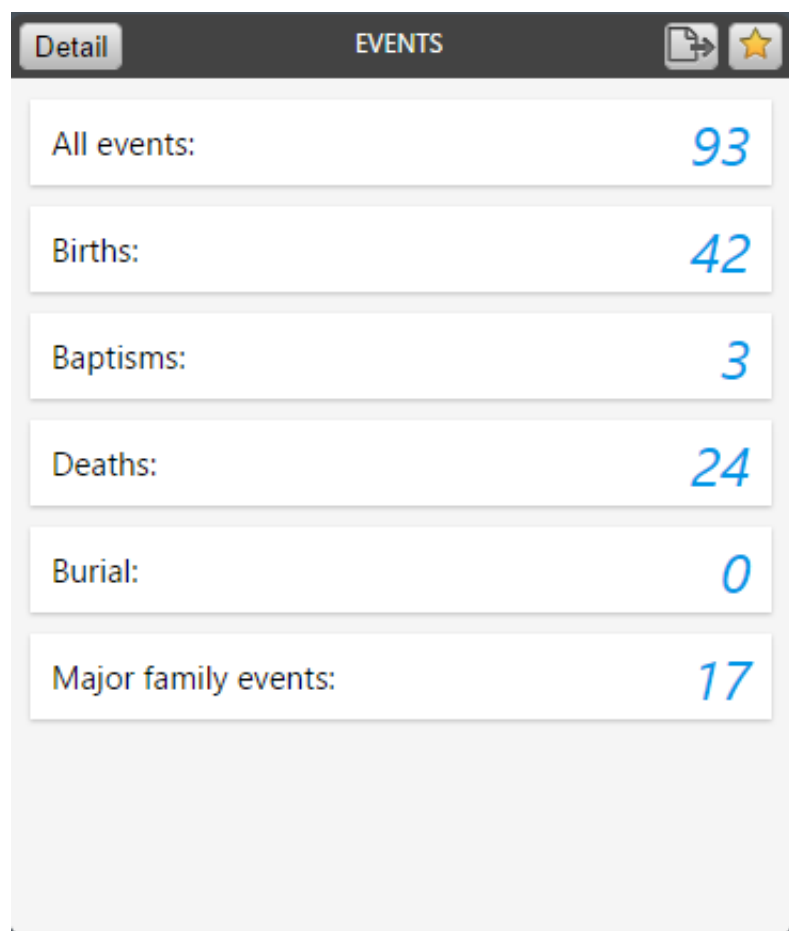 Detail EVENTS
All events: 93
Births: 42
Baptisms: 3
Deaths: 24
Burial: 0
Major family events: 17